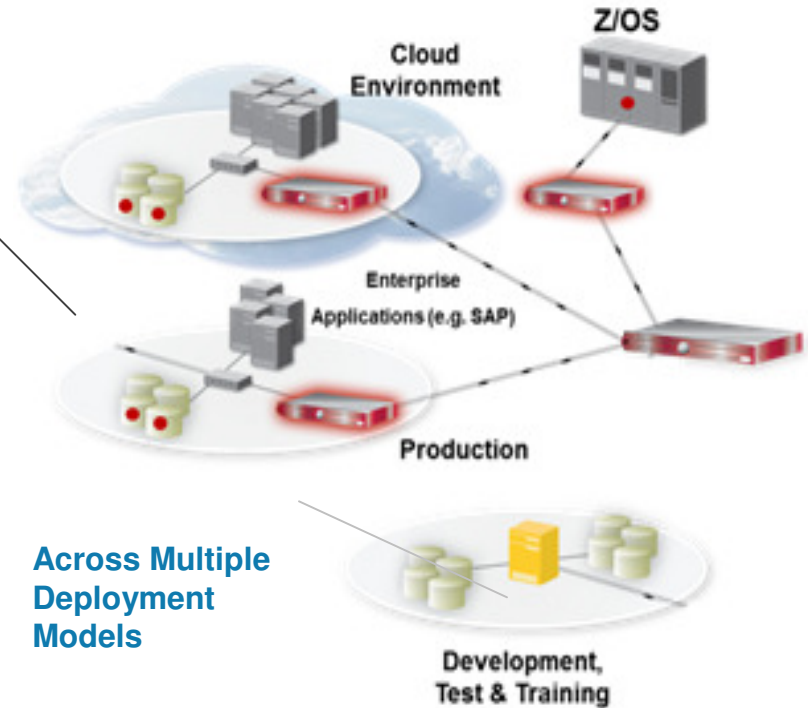 Z/OS
Cloud
Environment
Enterprise
Applications (e.g. SAP)
Production
Across Multiple
Deployment
Models
Development,
Test & Training